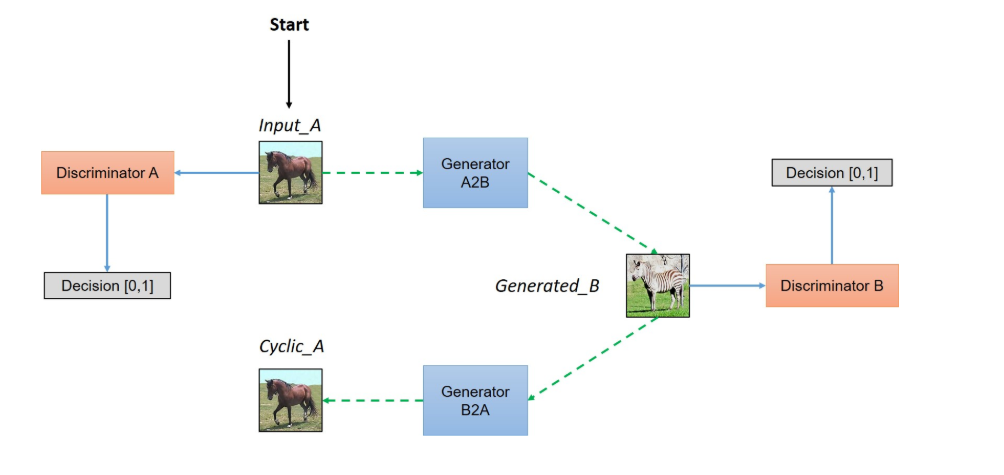 Start
Input_A
Discriminator A
Generator
A2B
Decision [0,1]
Decision [0,1]
Generated_B
Discriminator B
Cyclic_A
Generator
B2A